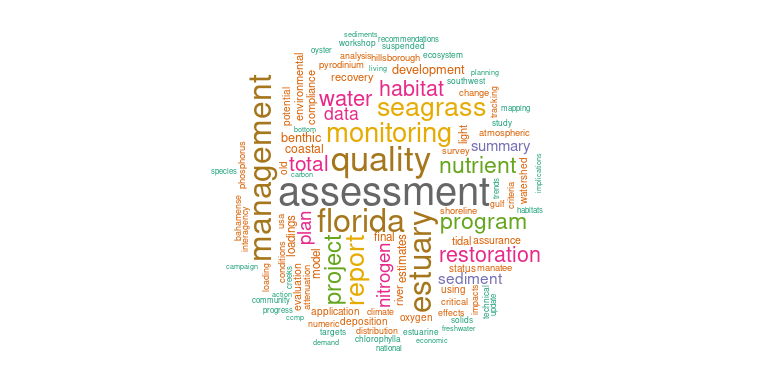 sediments
workshop recommendations
oyster suspended
analysis hillsborough ecosystem
pyrodinium living development planning
recovery southwest
environmental
compliance
potential
water habitat change
tracking
data seagrass mapping
bottom monitoring light study
atmospheric
benthic summary
coastal survey
management
phosphorus
old
total quality nutrient
watershed
implications
species carbon
trends
criteria
assessment habitats
gulf
shoreline
bahamense
interagency
usa
loadings
plan florida program
estuary
final tidal assurance
conditions
model
project
report
nitrogen
estimates
river
restoration
campaign status manatee
loading
creeks
action
evaluation
attenuation
sediment
using
impacts
technical
update
community critical
progress application climate effects
ccmp numeric deposition oxygen solids
targets distribution estuarine freshwater
demand chlorophylla economic
national